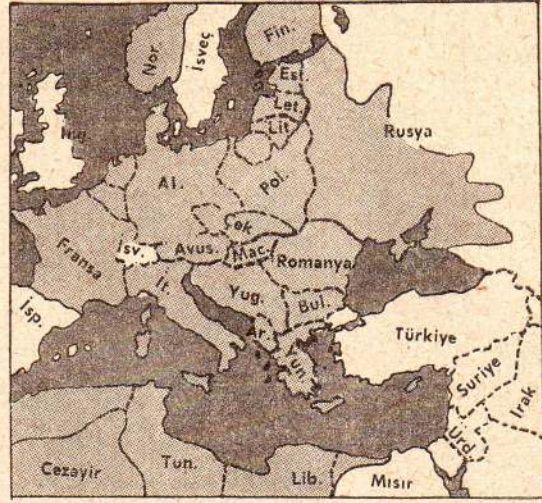 Fin.
Nor.
İsveç
Est.
Let.
Lit.
İng.
Rusya
Al.
Pol.
Çek.
Fransa
İsv.
Avus.
Mac.
Romanya
İt.
Yug.
Bul.
İsp.
Ar.
Yun.
Türkiye
Suriye
Irak
Ürd.
Cezayir
Tun.
Lib.
Mısır